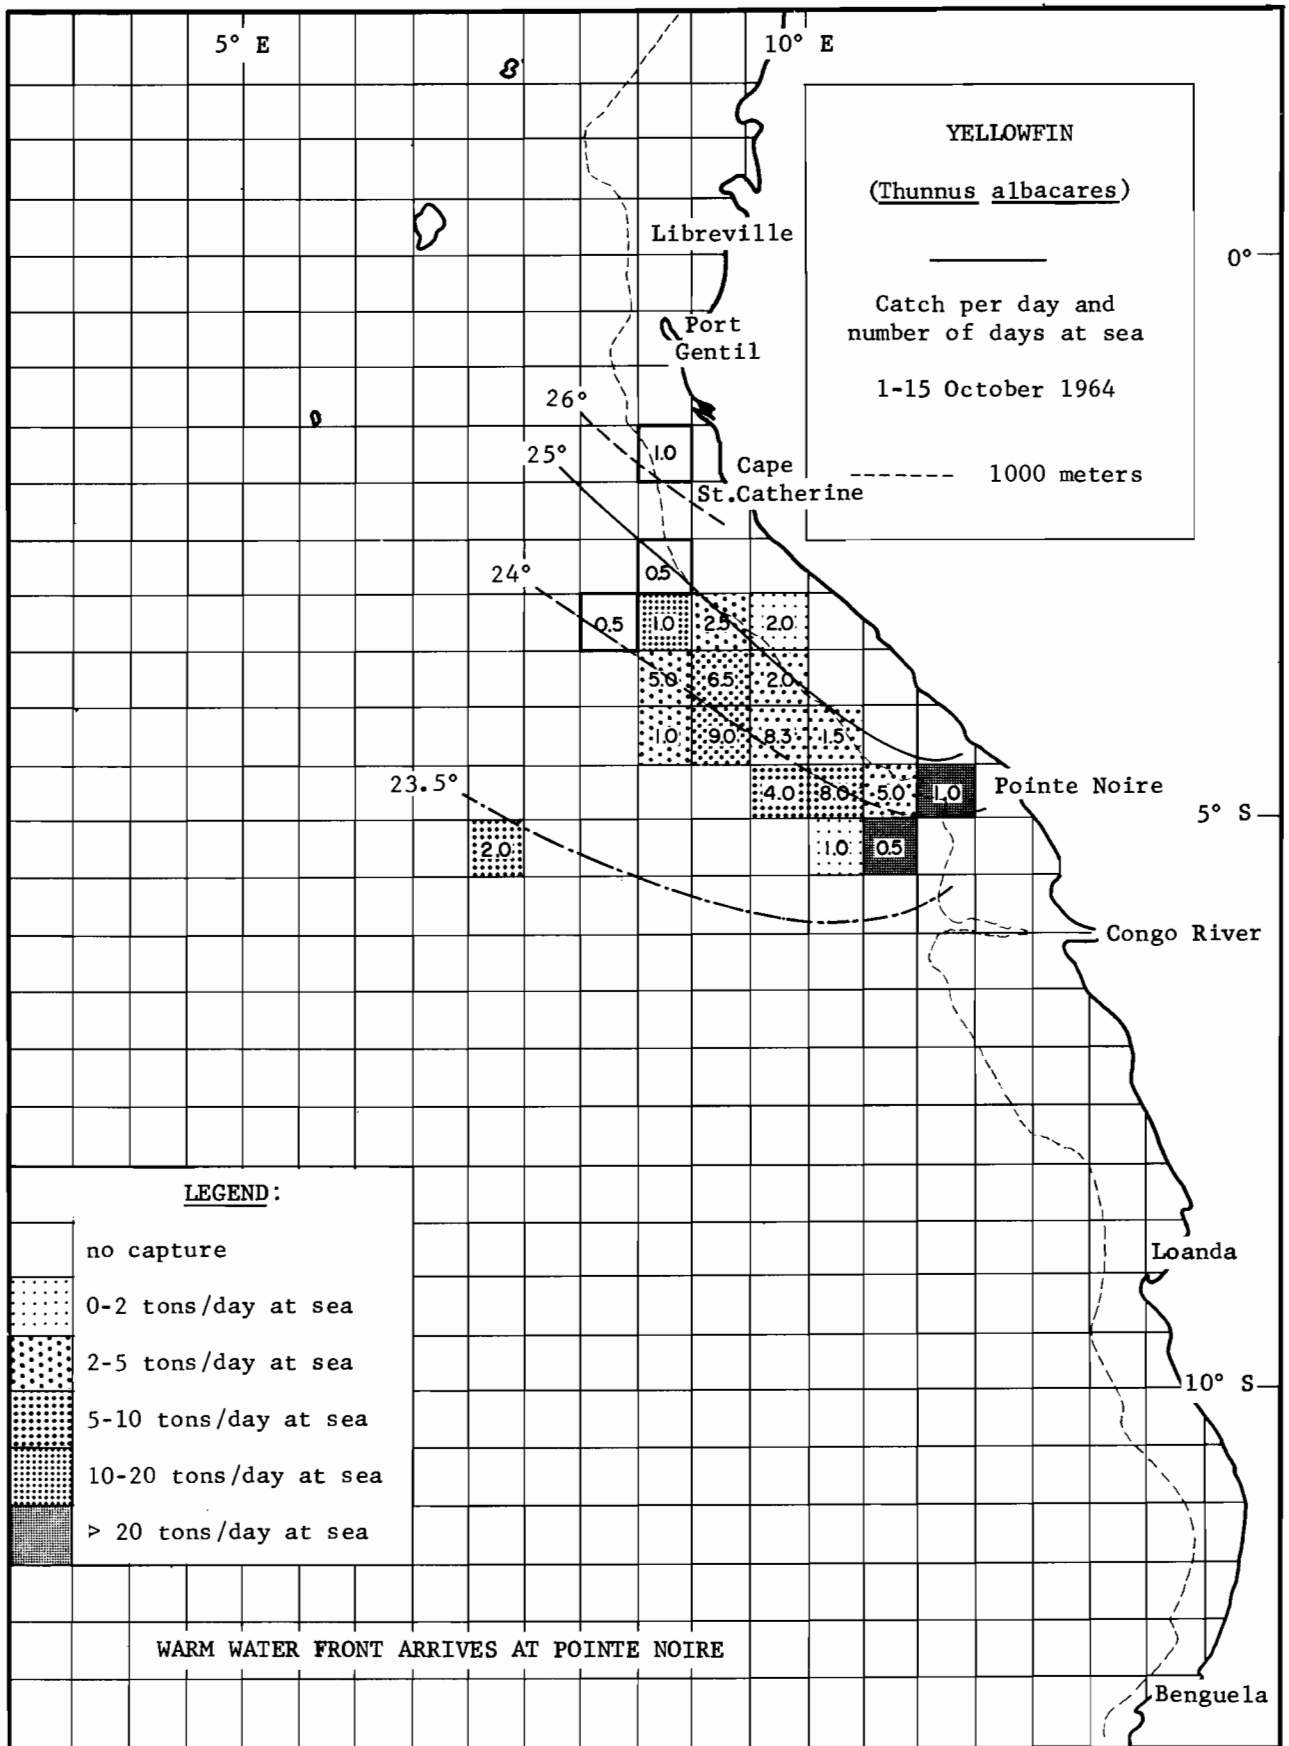 5° E
10° E
YELLOWFIN
(Thunnus albacares)
Libreville
0°
Catch per day and
number of days at sea
Port
Gentil
1-15 October 1964
26°
25°
1.0
Cape
St.Catherine
1000 meters
24°
0.5
0.5 1.0 2.5 2.0
5.0 6.5 2.0
1.0 9.0 8.3 1.5
23.5°
4.0 8.0 5.0 1.0
Pointe Noire
5° S
2.0
1.0 0.5
Congo River
LEGEND:
no capture
Loanda
0-2 tons/day at sea
2-5 tons/day at sea
10° S
5-10 tons/day at sea
10-20 tons/day at sea
> 20 tons/day at sea
WARM WATER FRONT ARRIVES AT POINTE NOIRE
Benguela